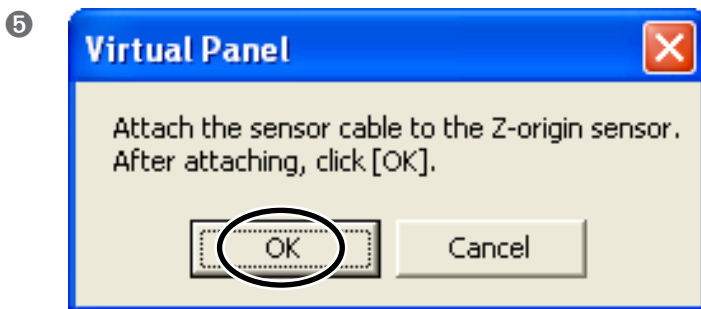 ❺
Virtual Panel
Attach the sensor cable to the Z-origin sensor.
After attaching, click [OK].
OK Cancel